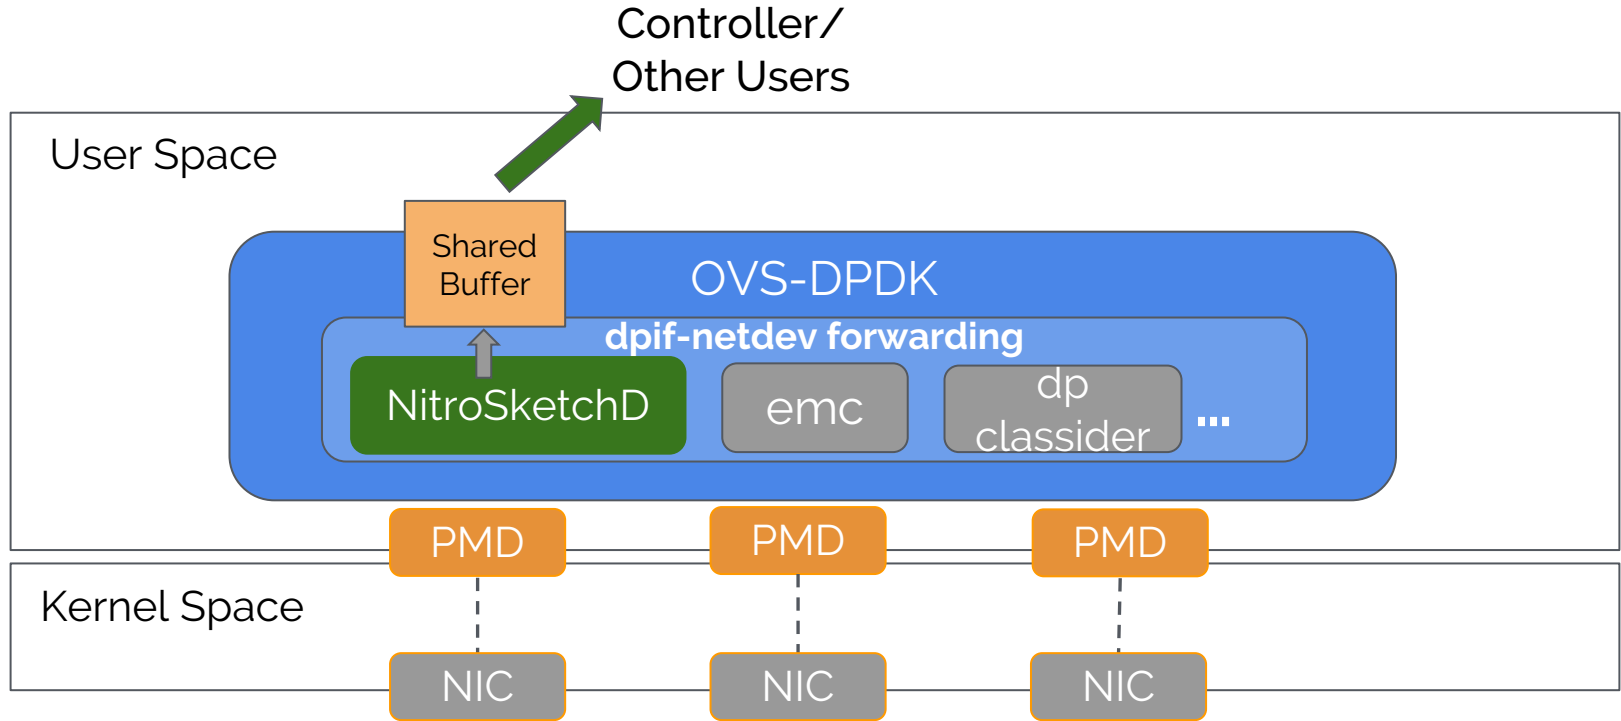 Controller/
Other Users
User Space
Shared
Buffer
OVS-DPDK
dpif-netdev forwarding
NitroSketchD
emc
dp
classider
...
PMD
PMD
PMD
Kernel Space
NIC
NIC
NIC